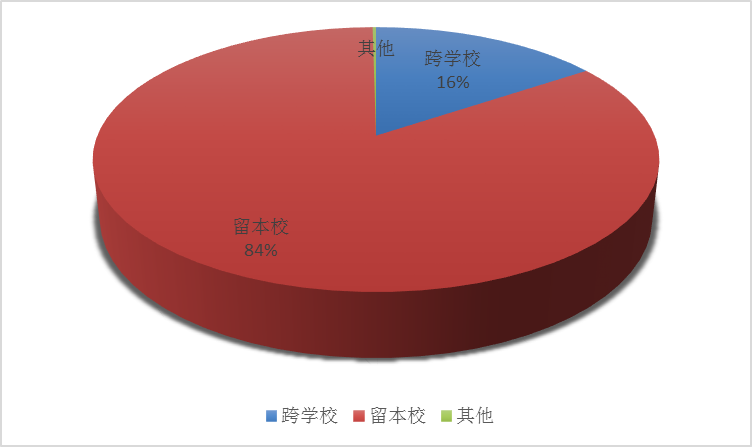 其他
跨学校
16%
留本校
84%
跨学校 留本校 其他